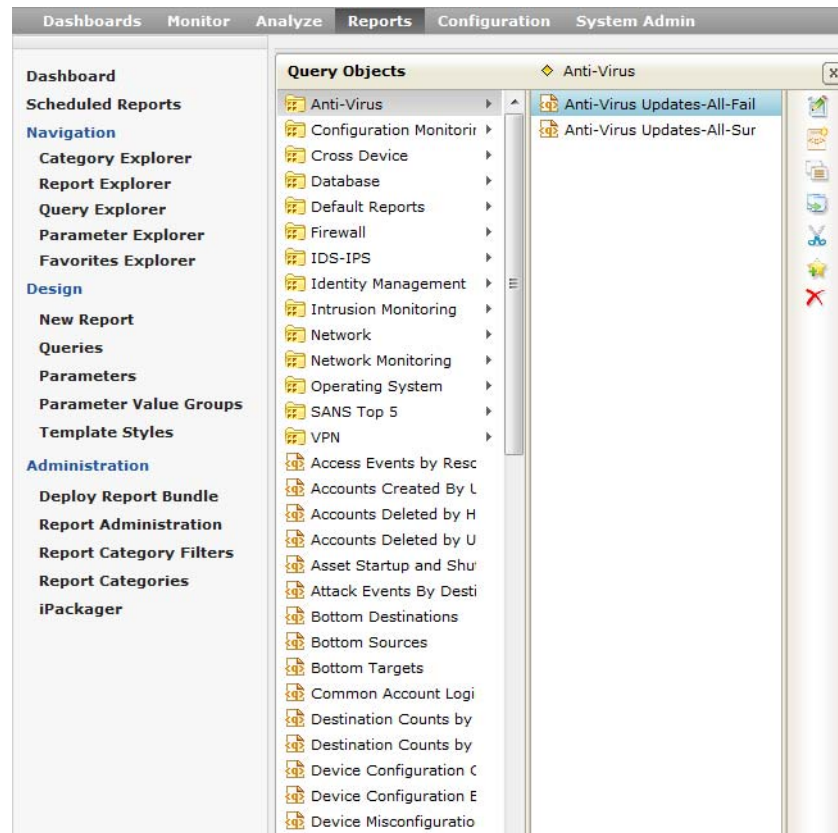 Dashboards Monitor Analyze Reports Configuration System Admin
Dashboard
Scheduled Reports
Navigation
Category Explorer
Report Explorer
Query Explorer
Parameter Explorer
Favorites Explorer
Design
New Report
Queries
Parameters
Parameter Value Groups
Template Styles
Administration
Deploy Report Bundle
Report Administration
Report Category Filters
Report Categories
iPackager
Query Objects
Anti-Virus
Configuration Monitorir
Cross Device
Database
Default Reports
Firewall
IDS-IPS
Identity Management
Intrusion Monitoring
Network
Network Monitoring
Operating System
SANS Top 5
VPN
Access Events by Resc
Accounts Created By U
Accounts Deleted by H
Accounts Deleted by U
Asset Startup and Shu
Attack Events By Desti
Bottom Destinations
Bottom Sources
Bottom Targets
Common Account Logi
Destination Counts by
Destination Counts by
Device Configuration C
Device Configuration E
Device Misconfiguratio
Anti-Virus
Anti-Virus Updates-All-Fail
Anti-Virus Updates-All-Sur